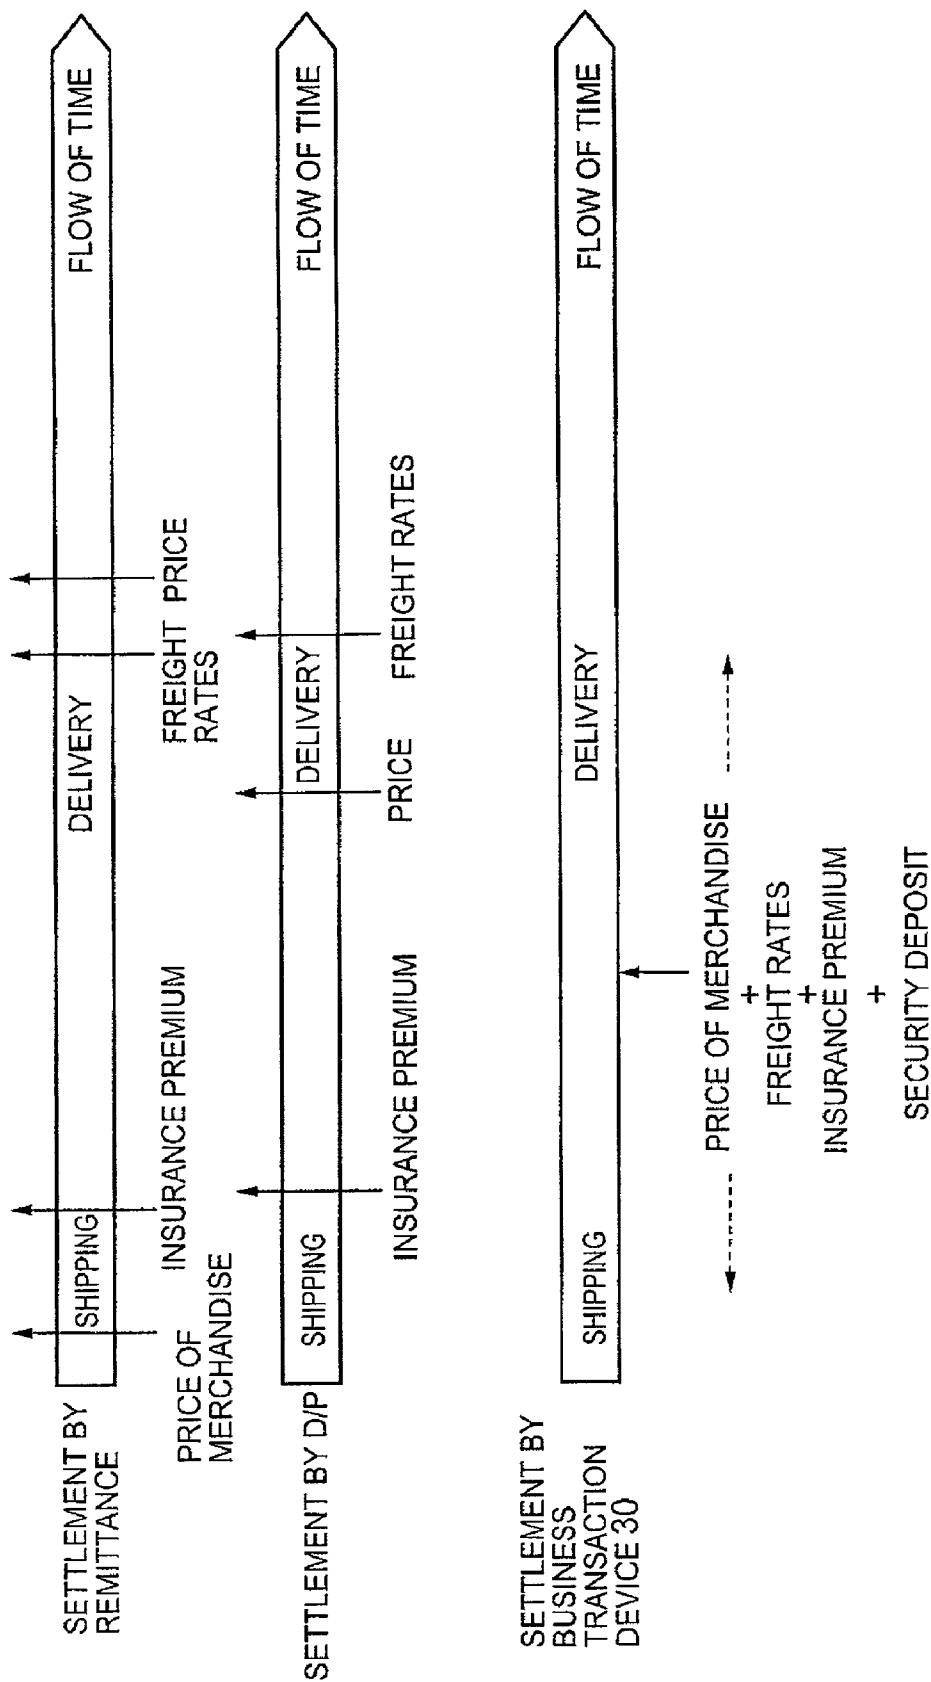 SETTLEMENT BY
REMITTANCE
SHIPPING
DELIVERY
FLOW OF TIME
PRICE OF
MERCHANDISE
INSURANCE PREMIUM
FREIGHT
RATES
PRICE
SETTLEMENT BY D/P
SHIPPING
DELIVERY
FLOW OF TIME
INSURANCE PREMIUM
PRICE
FREIGHT RATES
SETTLEMENT BY
BUSINESS
TRANSACTION
DEVICE 30
SHIPPING
DELIVERY
FLOW OF TIME
PRICE OF MERCHANDISE
+
FREIGHT RATES
+
INSURANCE PREMIUM
+
SECURITY DEPOSIT